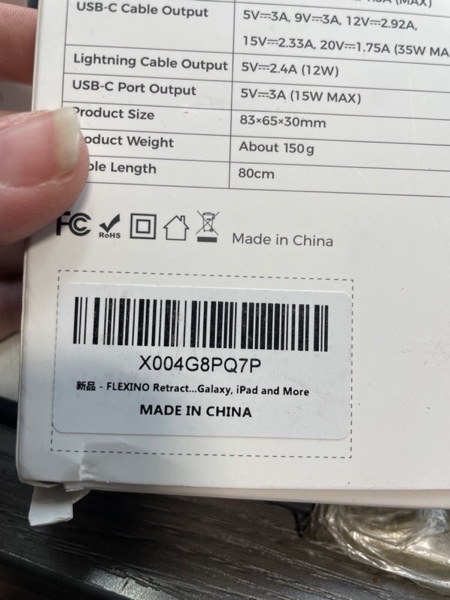 (MAX)
USB-C Cable Output 5V⎓3A, 9V⎓3A, 12V⎓2.92A,
15V⎓2.33A, 20V⎓1.75A (35W MA
Lightning Cable Output 5V⎓2.4A (12W)
USB-C Port Output 5V⎓3A (15W MAX)
Product Size 83×65×30mm
oduct Weight About 150g
ble Length 80cm
FC RoHS Made in China
X004G8PQ7P
新品 - FLEXINO Retract...Galaxy, iPad and More
MADE IN CHINA